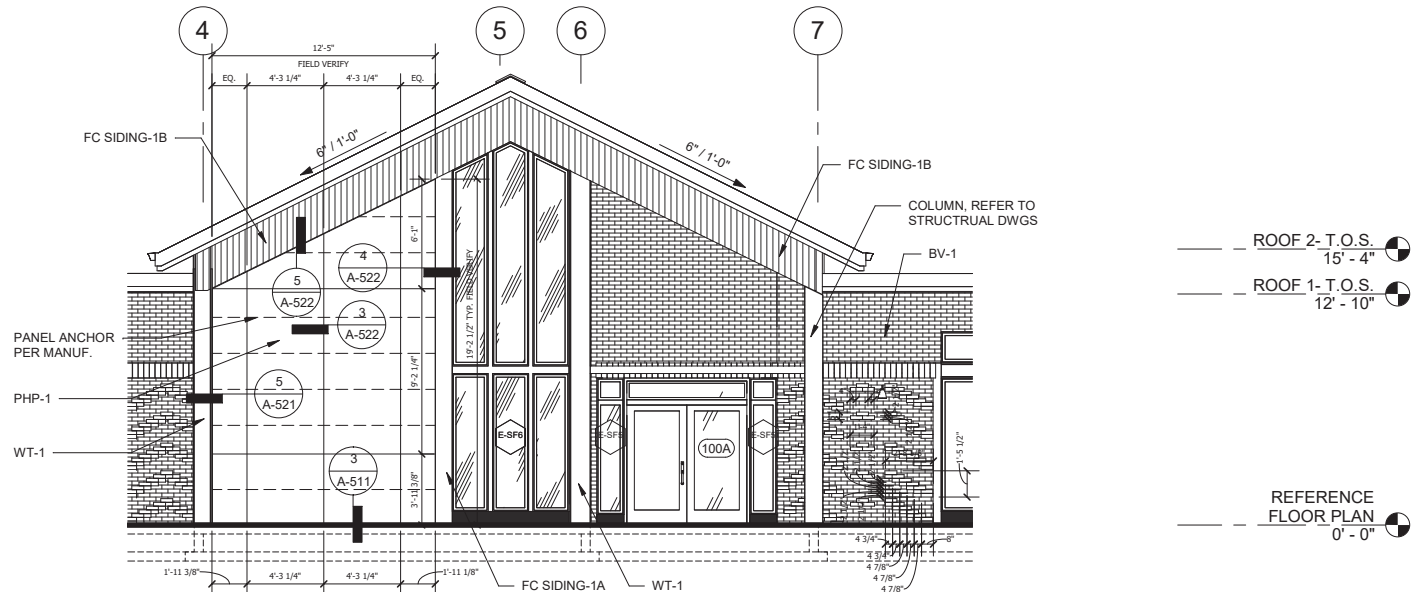 4
5
6
7
12'-5"
FIELD VERIFY
EQ.
4'-3 1/4"
4'-3 1/4"
EQ.
FC SIDING-1B
6" / 1'-0"
6" / 1'-0"
FC SIDING-1B
COLUMN, REFER TO
STRUCTRUAL DWGS
BV-1
ROOF 2- T.O.S.
15' - 4"
ROOF 1- T.O.S.
12' - 10"
6'-1"
4
A-522
5
A-522
3
A-522
19'-2 1/2" TYP. FIELD VERIFY
PANEL ANCHOR
PER MANUF.
9'-2 1/4"
PHP-1
5
A-521
WT-1
E-SF6
E-SF5
100A
E-SF5
3
A-511
3'-11 3/8"
1'-5 1/2"
REFERENCE
FLOOR PLAN
0' - 0"
4 3/4"
8"
4 3/4"
4 7/8"
4 7/8"
4 7/8"
1'-11 3/8"
4'-3 1/4"
4'-3 1/4"
1'-11 1/8"
FC SIDING-1A
WT-1